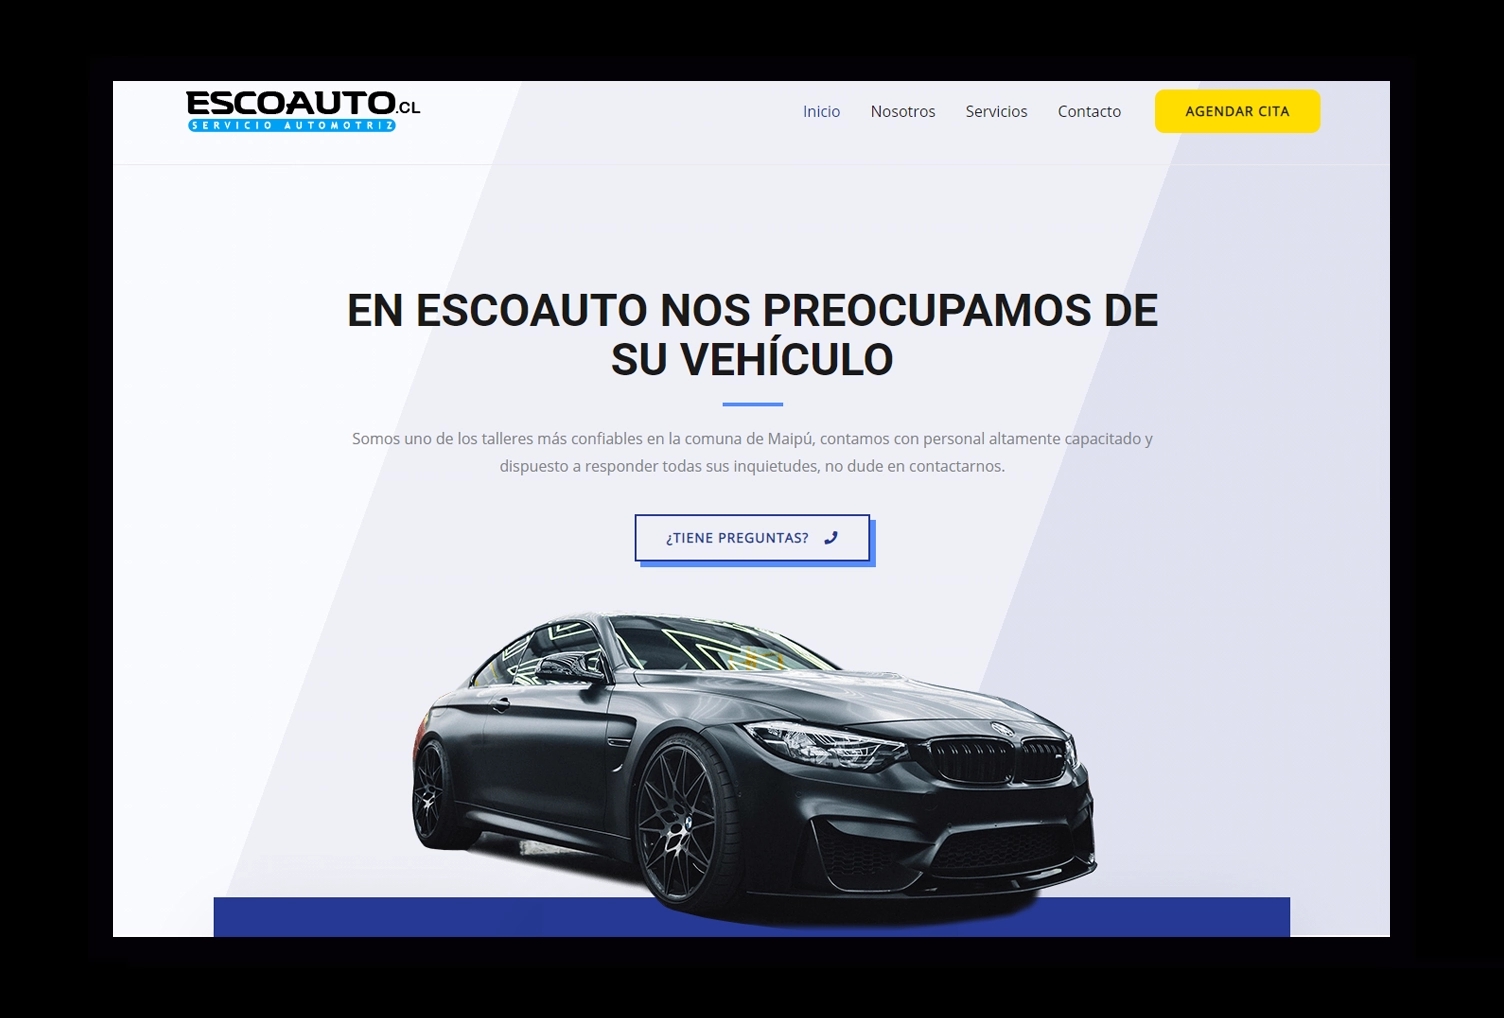 ESCOAUTO.CL
SERVICIO AUTOMOTRIZ
Inicio Nosotros Servicios Contacto AGENDAR CITA
EN ESCOAUTO NOS PREOCUPAMOS DE
SU VEHÍCULO
Somos uno de los talleres más confiables en la comuna de Maipú, contamos con personal altamente capacitado y
dispuesto a responder todas sus inquietudes, no dude en contactarnos.
¿TIENE PREGUNTAS?